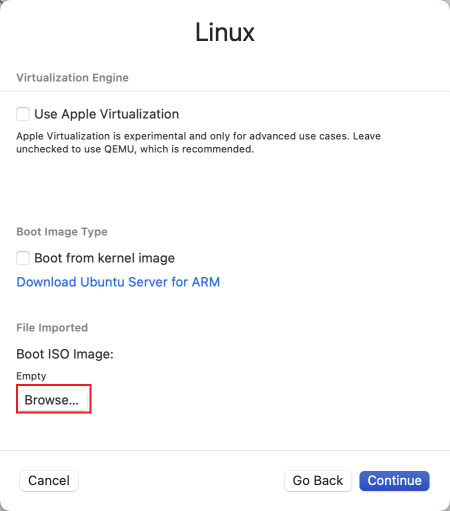 Linux
Virtualization Engine
Use Apple Virtualization
Apple Virtualization is experimental and only for advanced use cases. Leave
unchecked to use QEMU, which is recommended.
Boot Image Type
Boot from kernel image
Download Ubuntu Server for ARM
File Imported
Boot ISO Image:
Empty
Browse...
Cancel
Go Back
Continue